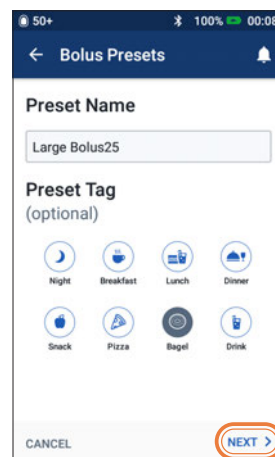 50+ 100% 00:08
Bolus Presets
Preset Name
Large Bolus25
Preset Tag
(optional)
Night Breakfast Lunch Dinner
Snack Pizza Bagel Drink
CANCEL NEXT